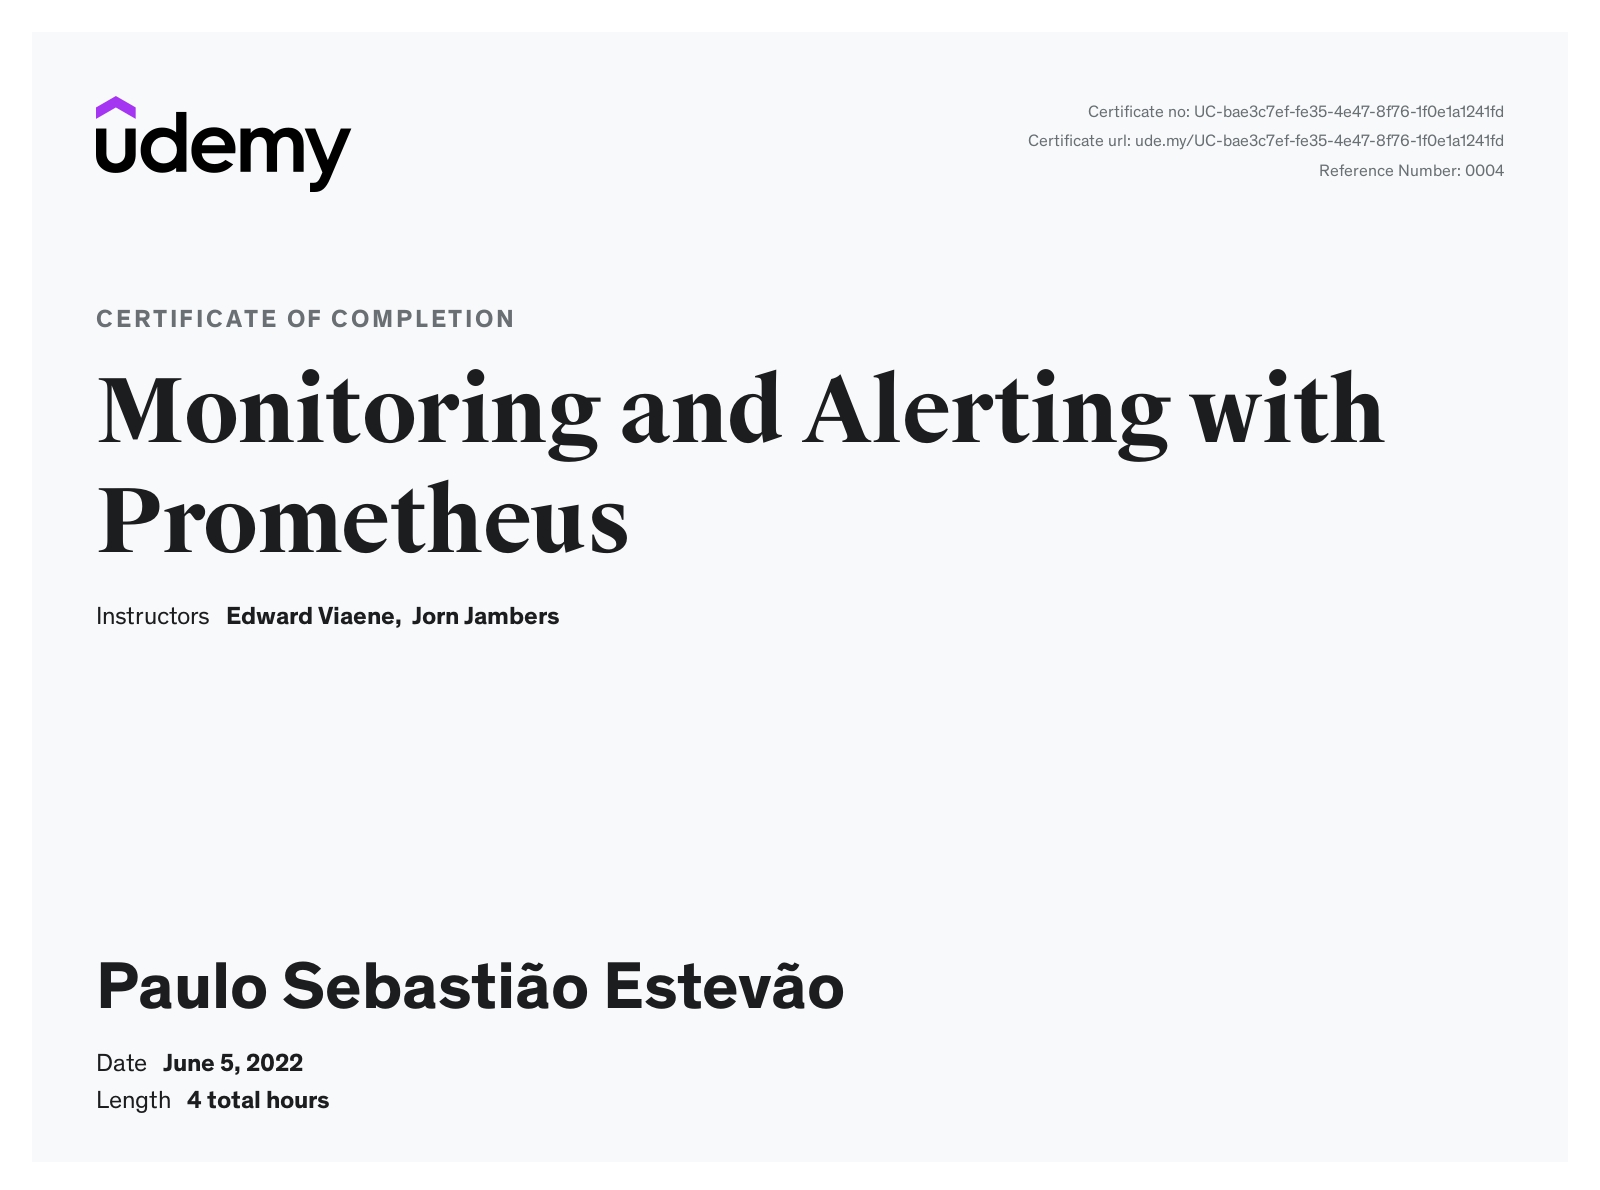 udemy
Certificate no: UC-bae3c7ef-fe35-4e47-8f76-1f0e1a1241fd
Certificate url: ude.my/UC-bae3c7ef-fe35-4e47-8f76-1f0e1a1241fd
Reference Number: 0004
CERTIFICATE OF COMPLETION
Monitoring and Alerting with
Prometheus
Instructors Edward Viaene, Jorn Jambers
Paulo Sebastião Estevão
Date June 5, 2022
Length 4 total hours